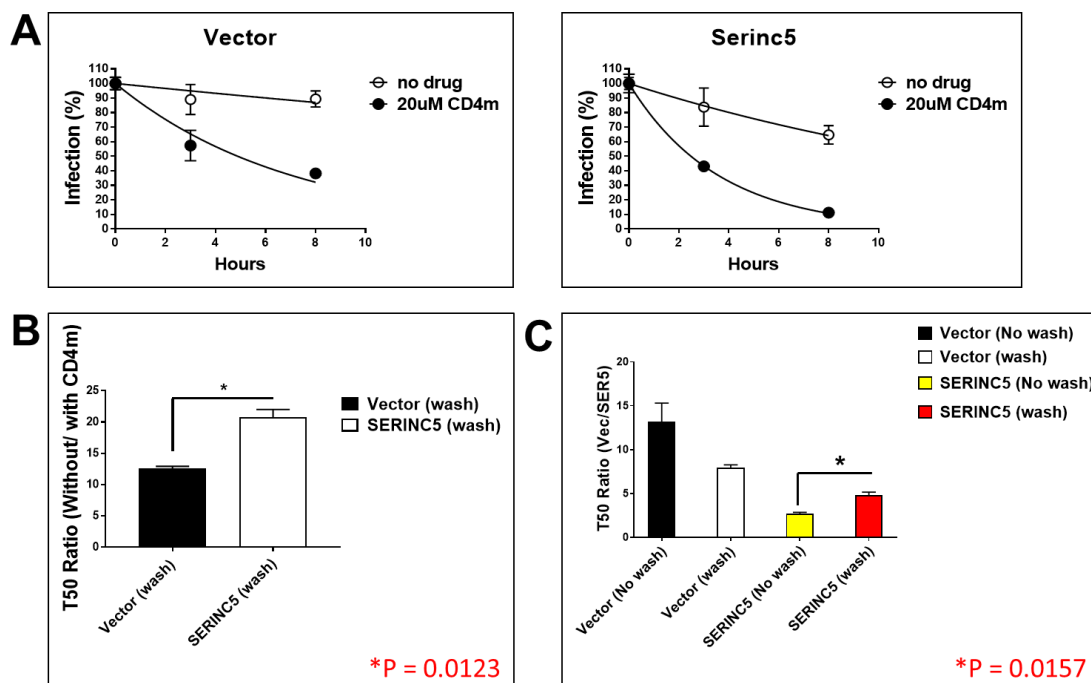 A
Vector
Infection (%)
110
100
90
80
70
60
50
40
30
20
10
0
0 2 4 6 8 10
Hours
no drug
20uM CD4m
Serinc5
Infection (%)
110
100
90
80
70
60
50
40
30
20
10
0
0 2 4 6 8 10
Hours
no drug
20uM CD4m
B
T50 Ratio (Without/ with CD4m)
25
20
15
10
5
0
*
Vector (wash)
SERINC5 (wash)
Vector (wash)
SERINC5 (wash)
*P = 0.0123
C
T50 Ratio (Vec/SER5)
20
15
10
5
0
*
Vector (No wash)
Vector (wash)
SERINC5 (No wash)
SERINC5 (wash)
Vector (No wash)
Vector (wash)
SERINC5 (No wash)
SERINC5 (wash)
*P = 0.0157